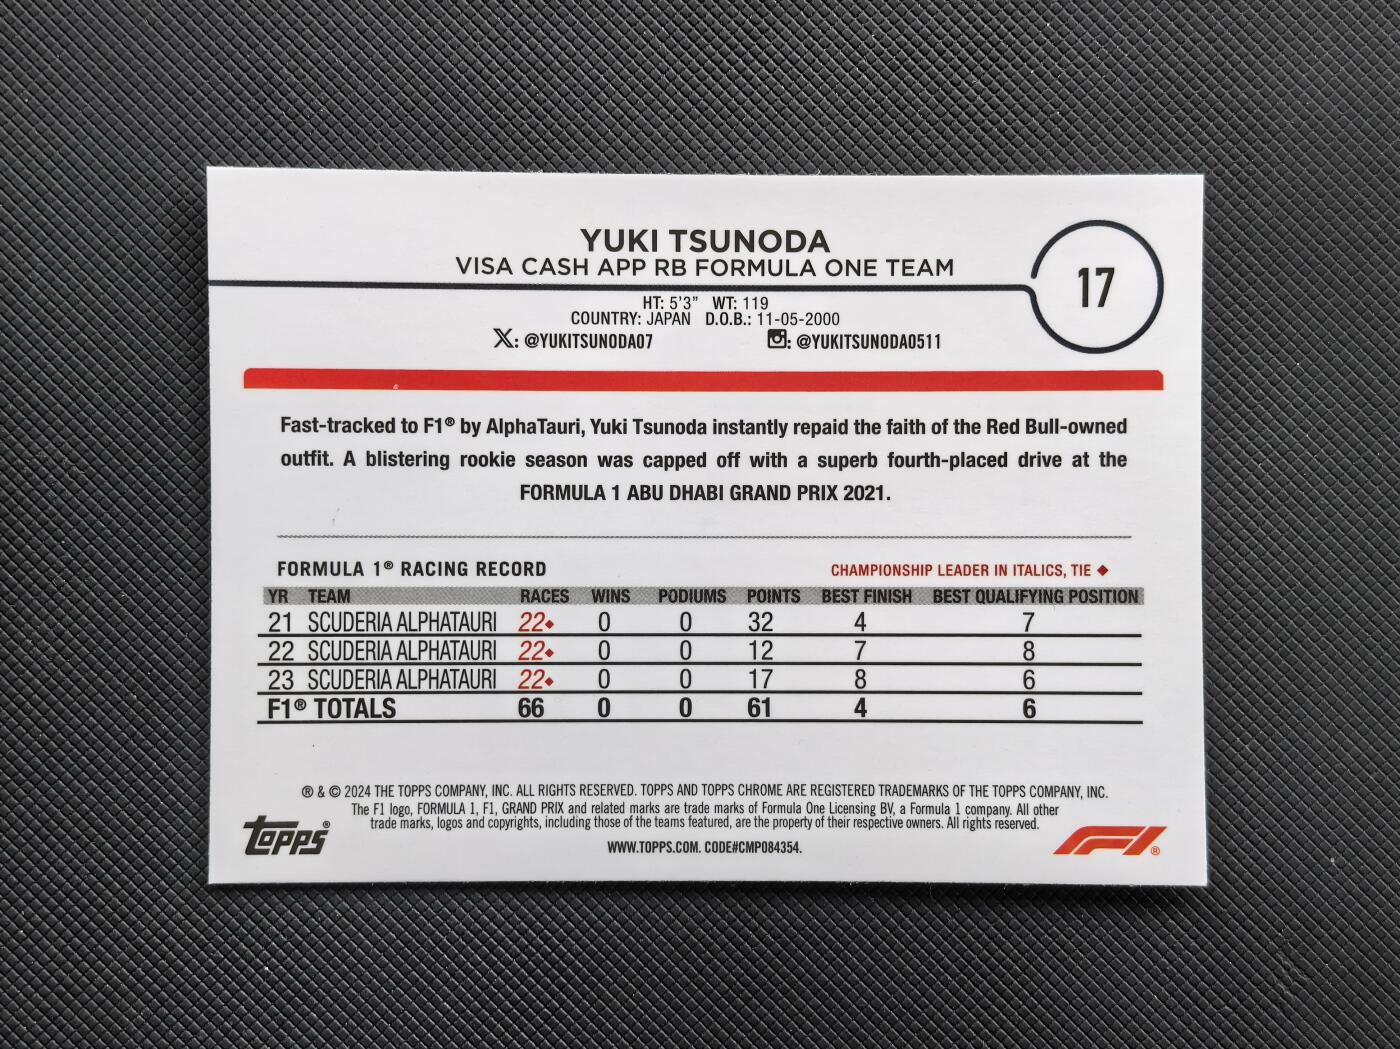 YUKI TSUNODA
VISA CASH APP RB FORMULA ONE TEAM
17
HT: 5'3" WT: 119
COUNTRY: JAPAN D.O.B.: 11-05-2000
X: @YUKITSUNODA07 : @YUKITSUNODA0511
Fast-tracked to F1® by AlphaTauri, Yuki Tsunoda instantly repaid the faith of the Red Bull-owned
outfit. A blistering rookie season was capped off with a superb fourth-placed drive at the
FORMULA 1 ABU DHABI GRAND PRIX 2021.
FORMULA 1® RACING RECORD CHAMPIONSHIP LEADER IN ITALICS, TIE ◆
YR TEAM RACES WINS PODIUMS POINTS BEST FINISH BEST QUALIFYING POSITION
21 SCUDERIA ALPHATAURI 22◆ 0 0 32 4 7
22 SCUDERIA ALPHATAURI 22◆ 0 0 12 7 8
23 SCUDERIA ALPHATAURI 22◆ 0 0 17 8 6
F1® TOTALS 66 0 0 61 4 6
® & © 2024 THE TOPPS COMPANY, INC. ALL RIGHTS RESERVED. TOPPS AND TOPPS CHROME ARE REGISTERED TRADEMARKS OF THE TOPPS COMPANY, INC.
The F1 logo, FORMULA 1, F1, GRAND PRIX and related marks are trade marks of Formula One Licensing BV, a Formula 1 company. All other
trade marks, logos and copyrights, including those of the teams featured, are the property of their respective owners. All rights reserved.
WWW.TOPPS.COM. CODE#CMP084354.
topps®
F1®